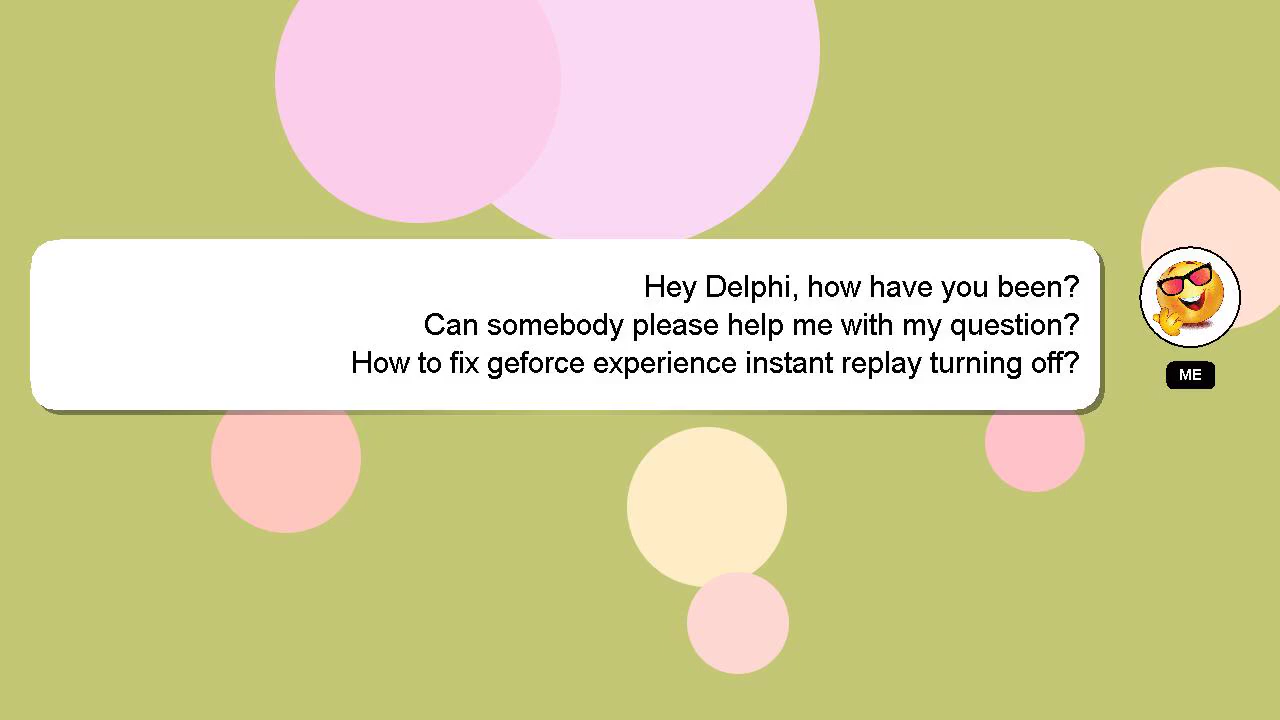 Hey Delphi, how have you been?
Can somebody please help me with my question?
How to fix geforce experience instant replay turning off?
ME